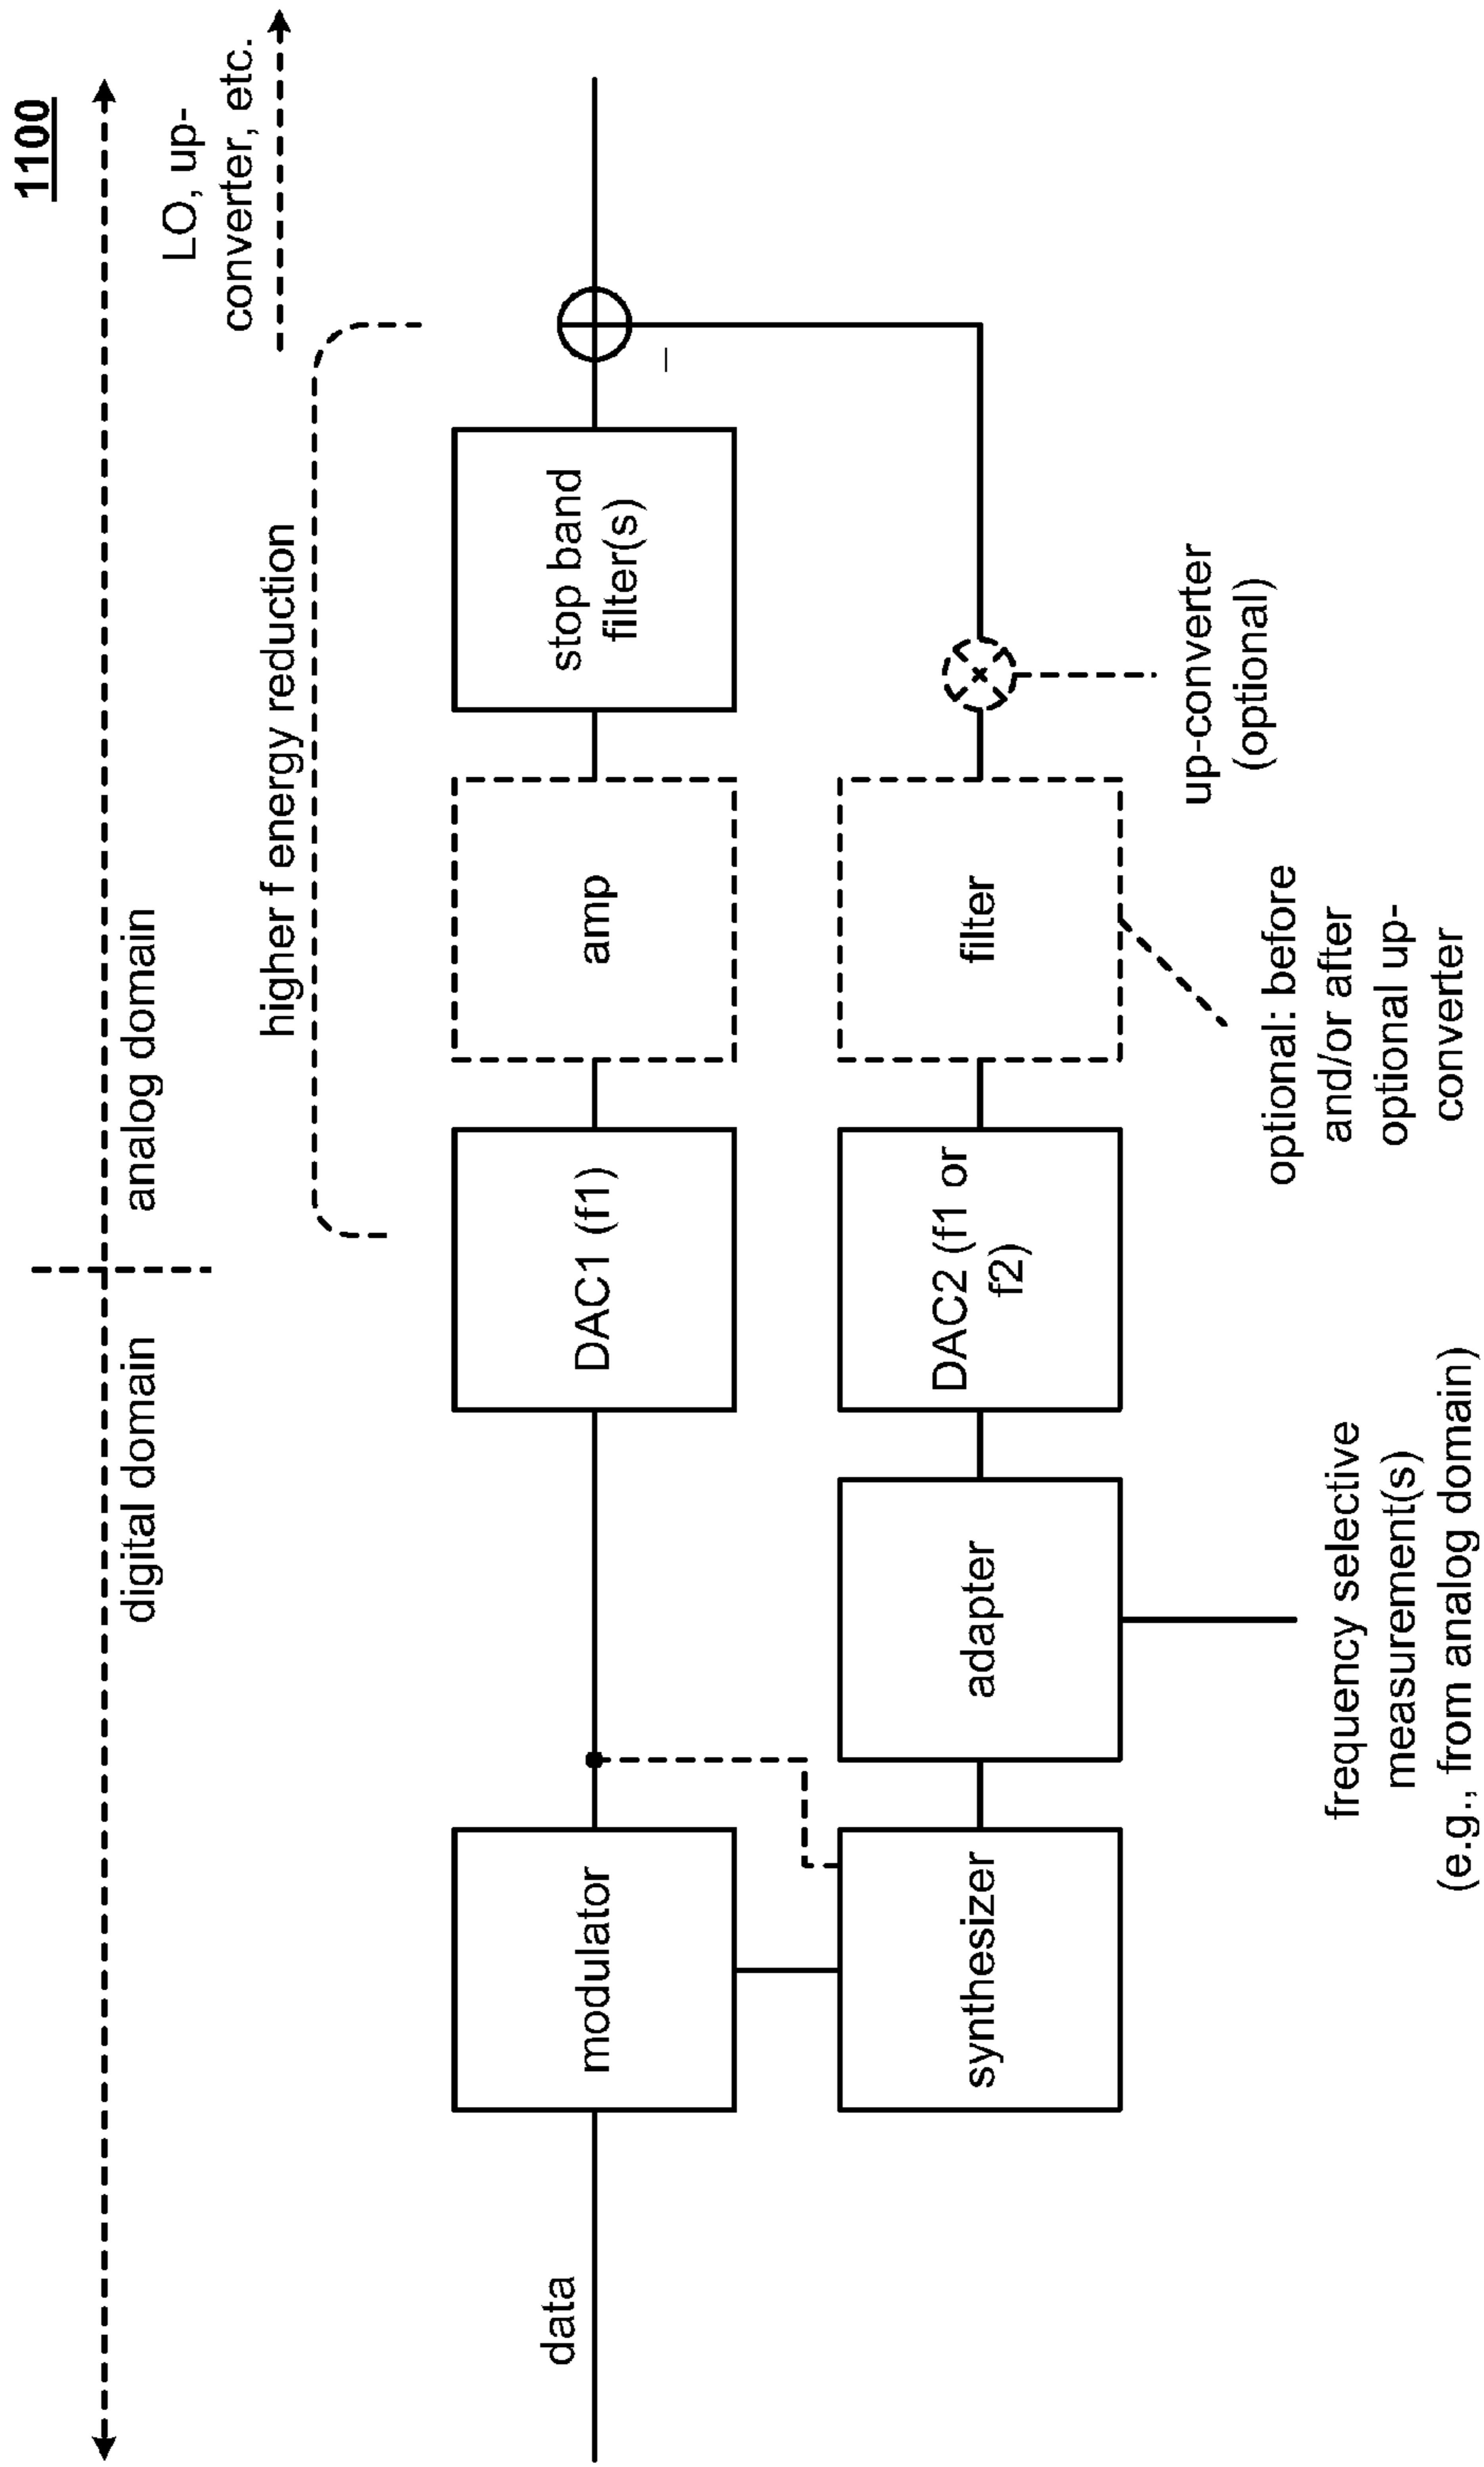 1100
digital domain
analog domain
LO, up-
converter, etc.
higher f energy reduction
data
modulator
DAC1 (f1)
amp
stop band
filter(s)
–
synthesizer
adapter
DAC2 (f1 or
f2)
filter
up-converter
(optional)
optional: before
and/or after
optional up-
converter
frequency selective
measurement(s)
(e.g., from analog domain)